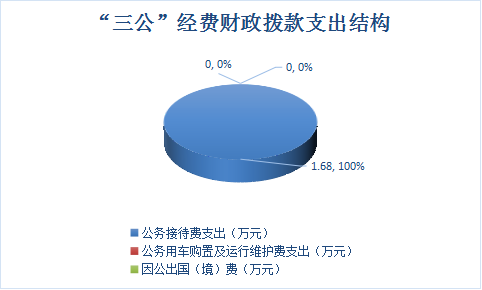 “三公”经费财政拨款支出结构
0, 0%
0, 0%
1.68, 100%
公务接待费支出（万元）
公务用车购置及运行维护费支出（万元）
因公出国（境）费（万元）